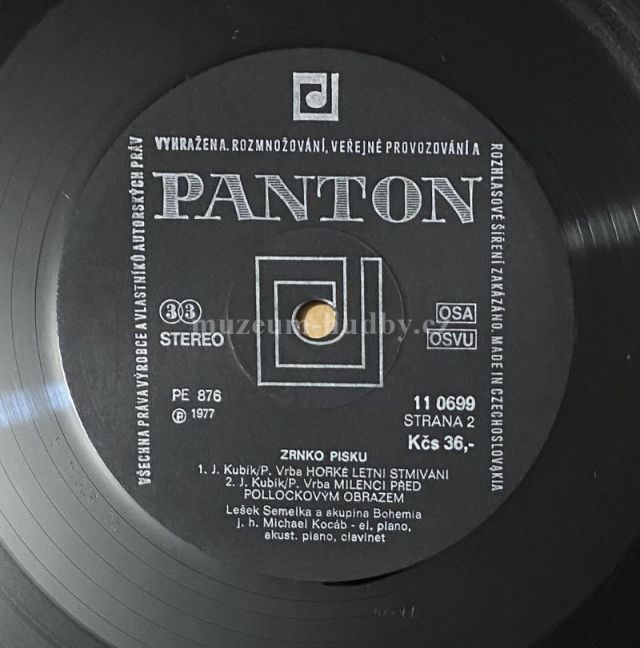 VŠECHNA PRÁVA VÝROBCE A VLASTNÍKŮ AUTORSKÝCH PRÁV
VYHRAŽENA. ROZMNOŽOVÁNÍ, VEŘEJNÉ PROVOZOVÁNÍ A
ROZHLASOVÉ ŠÍŘENÍ ZAKÁZÁNO. MADE IN CZECHOSLOVAKIA
PANTON
33
STEREO
OSA
OSVU
muzeum-hudby.cz
PE 876
℗ 1977
11 0699
STRANA 2
Kčs 36,-
ZRNKO PISKU
1. J. Kubík/P. Vrba HORKÉ LETNI STMIVANI
2. J. Kubík/P. Vrba MILENCI PŘED
POLLOCKOVÝM OBRAZEM
Lešek Semelka a skupina Bohemia
j. h. Michael Kocáb - el. piano,
akust. piano, clavinet